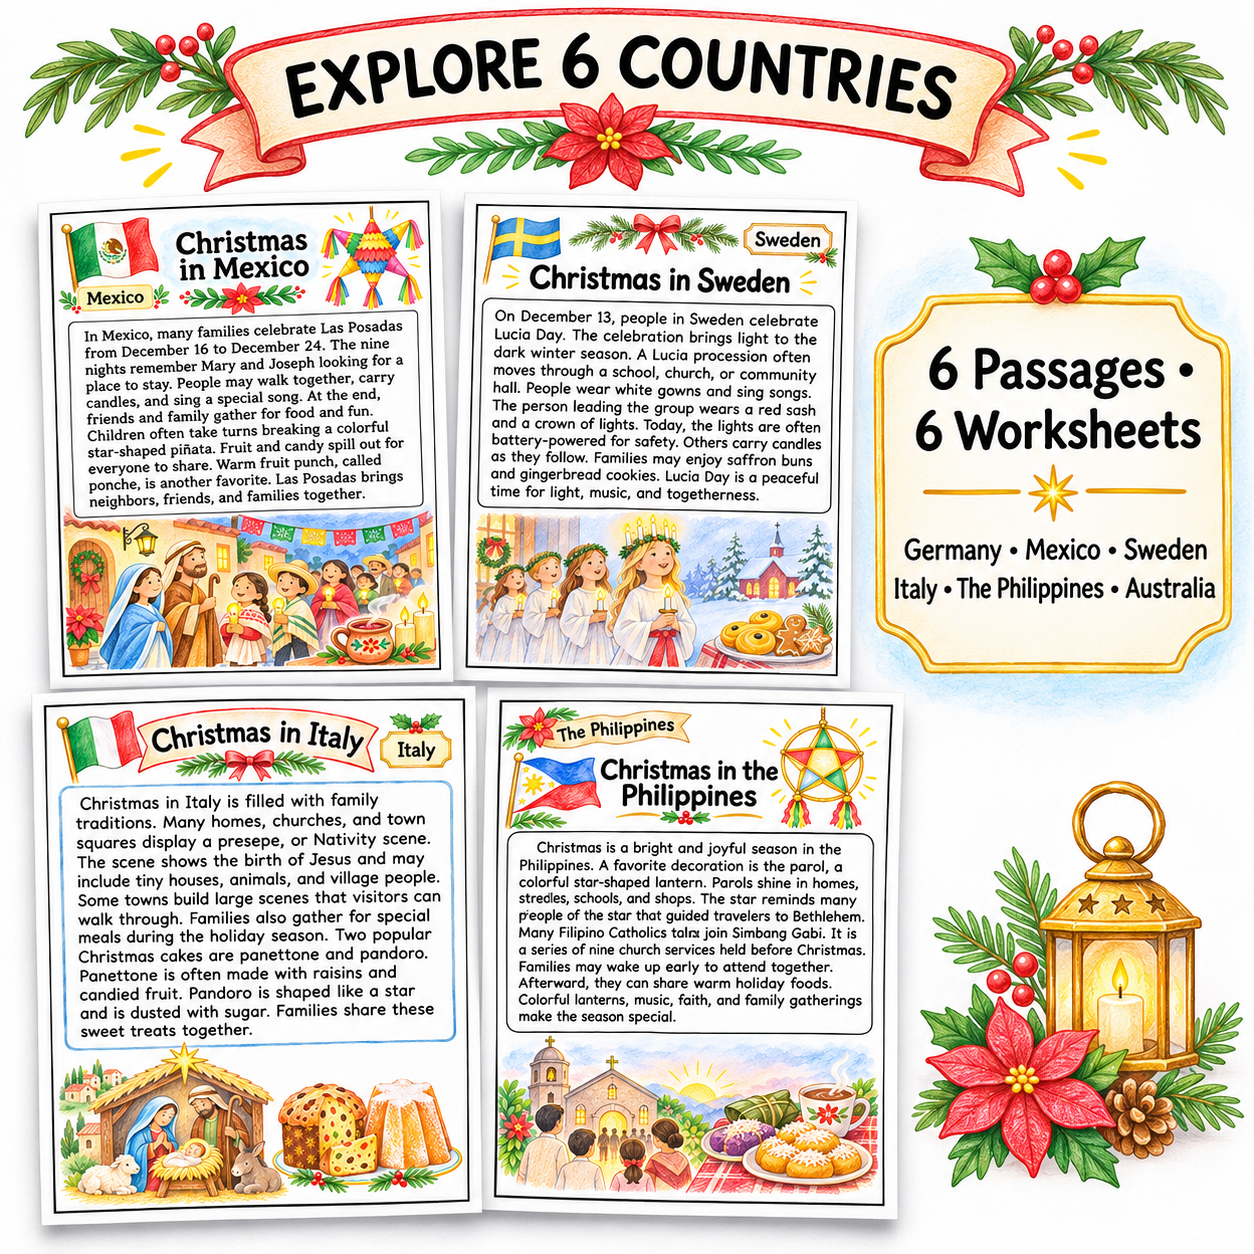 EXPLORE 6 COUNTRIES
Christmas
in Mexico
Mexico
In Mexico, many families celebrate Las Posadas
from December 16 to December 24. The nine
nights remember Mary and Joseph looking for a
place to stay. People may walk together, carry
candles, and sing a special song. At the end,
friends and family gather for food and fun.
Children often take turns breaking a colorful
star-shaped piñata. Fruit and candy spill out for
everyone to share. Warm fruit punch, called
ponche, is another favorite. Las Posadas brings
neighbors, friends, and families together.
Sweden
Christmas in Sweden
On December 13, people in Sweden celebrate
Lucia Day. The celebration brings light to the
dark winter season. A Lucia procession often
moves through a school, church, or community
hall. People wear white gowns and sing songs.
The person leading the group wears a red sash
and a crown of lights. Today, the lights are often
battery-powered for safety. Others carry candles
as they follow. Families may enjoy saffron buns
and gingerbread cookies. Lucia Day is a peaceful
time for light, music, and togetherness.
6 Passages •
6 Worksheets
Germany • Mexico • Sweden
Italy • The Philippines • Australia
Christmas in Italy
Italy
Christmas in Italy is filled with family
traditions. Many homes, churches, and town
squares display a presepe, or Nativity scene.
The scene shows the birth of Jesus and may
include tiny houses, animals, and village people.
Some towns build large scenes that visitors can
walk through. Families also gather for special
meals during the holiday season. Two popular
Christmas cakes are panettone and pandoro.
Panettone is often made with raisins and
candied fruit. Pandoro is shaped like a star
and is dusted with sugar. Families share these
sweet treats together.
The Philippines
Christmas in the
Philippines
Christmas is a bright and joyful season in the
Philippines. A favorite decoration is the parol, a
colorful star-shaped lantern. Parols shine in homes,
schools, and shops. The star reminds many
people of the star that guided travelers to Bethlehem.
Many Filipino Catholics join Simbang Gabi. It is
a series of nine church services held before Christmas.
Families may wake up early to attend together.
Afterward, they can share warm holiday foods.
Colorful lanterns, music, faith, and family gatherings
make the season special.